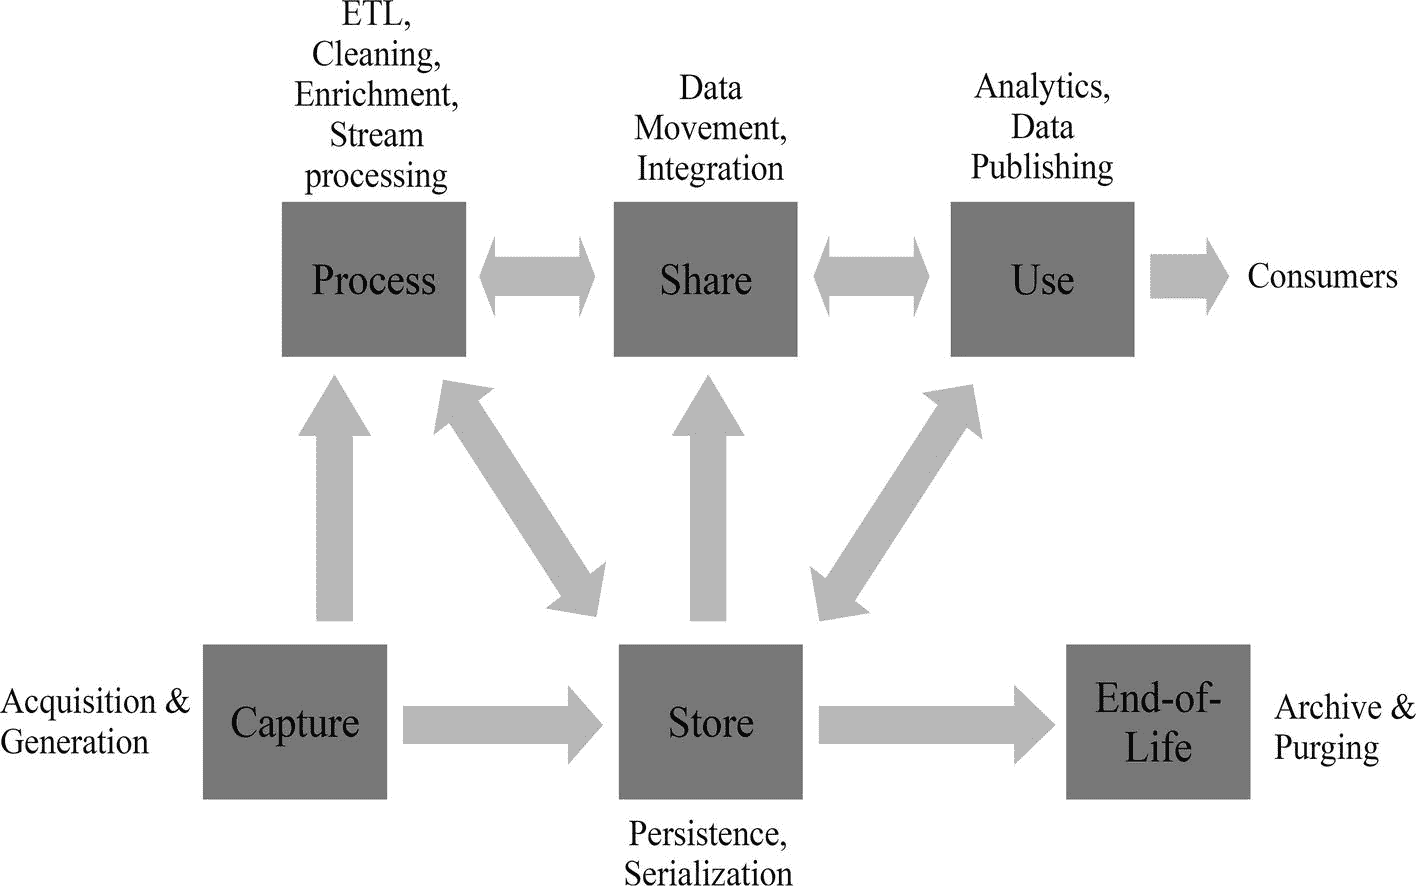 ETL,
Cleaning,
Enrichment,
Stream
processing
Data
Movement,
Integration
Analytics,
Data
Publishing
Process
Share
Use
Consumers
Acquisition &
Generation
Capture
Store
End-of-
Life
Archive &
Purging
Persistence,
Serialization